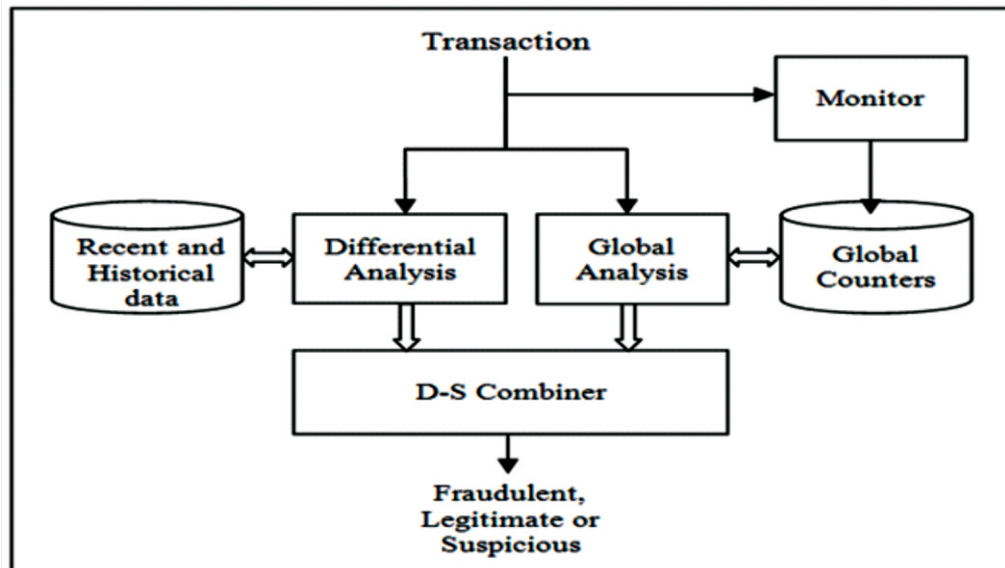 Transaction
Monitor
Recent and
Historical
data
Differential
Analysis
Global
Analysis
Global
Counters
D-S Combiner
Fraudulent,
Legitimate or
Suspicious